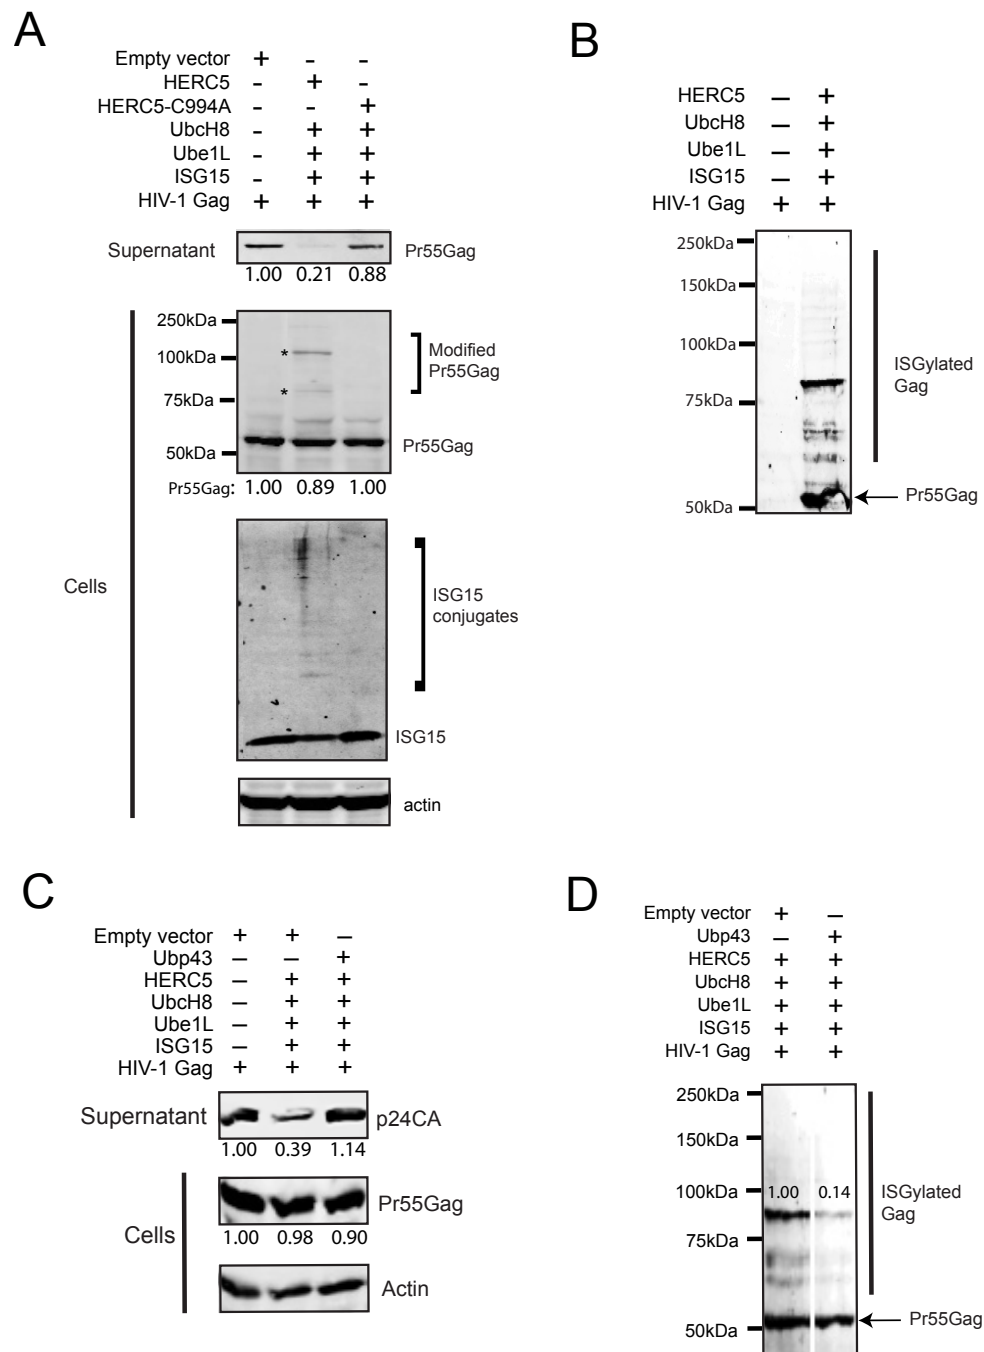 A
Empty vector + - -
HERC5 - + -
HERC5-C994A - - +
UbcH8 - + +
Ube1L - + +
ISG15 - + +
HIV-1 Gag + + +
Supernatant Pr55Gag
1.00 0.21 0.88
250kDa
100kDa
75kDa
50kDa
*
*
Modified
Pr55Gag
Pr55Gag
Pr55Gag: 1.00 0.89 1.00
Cells
ISG15
conjugates
ISG15
actin
B
HERC5 – +
UbcH8 – +
Ube1L – +
ISG15 – +
HIV-1 Gag + +
250kDa
150kDa
100kDa
75kDa
50kDa
ISGylated
Gag
Pr55Gag
C
Empty vector + + –
Ubp43 – – +
HERC5 – + +
UbcH8 – + +
Ube1L – + +
ISG15 – + +
HIV-1 Gag + + +
Supernatant p24CA
1.00 0.39 1.14
Cells
Pr55Gag
1.00 0.98 0.90
Actin
D
Empty vector + –
Ubp43 – +
HERC5 + +
UbcH8 + +
Ube1L + +
ISG15 + +
HIV-1 Gag + +
250kDa
150kDa
100kDa 1.00 0.14
75kDa
50kDa
ISGylated
Gag
Pr55Gag